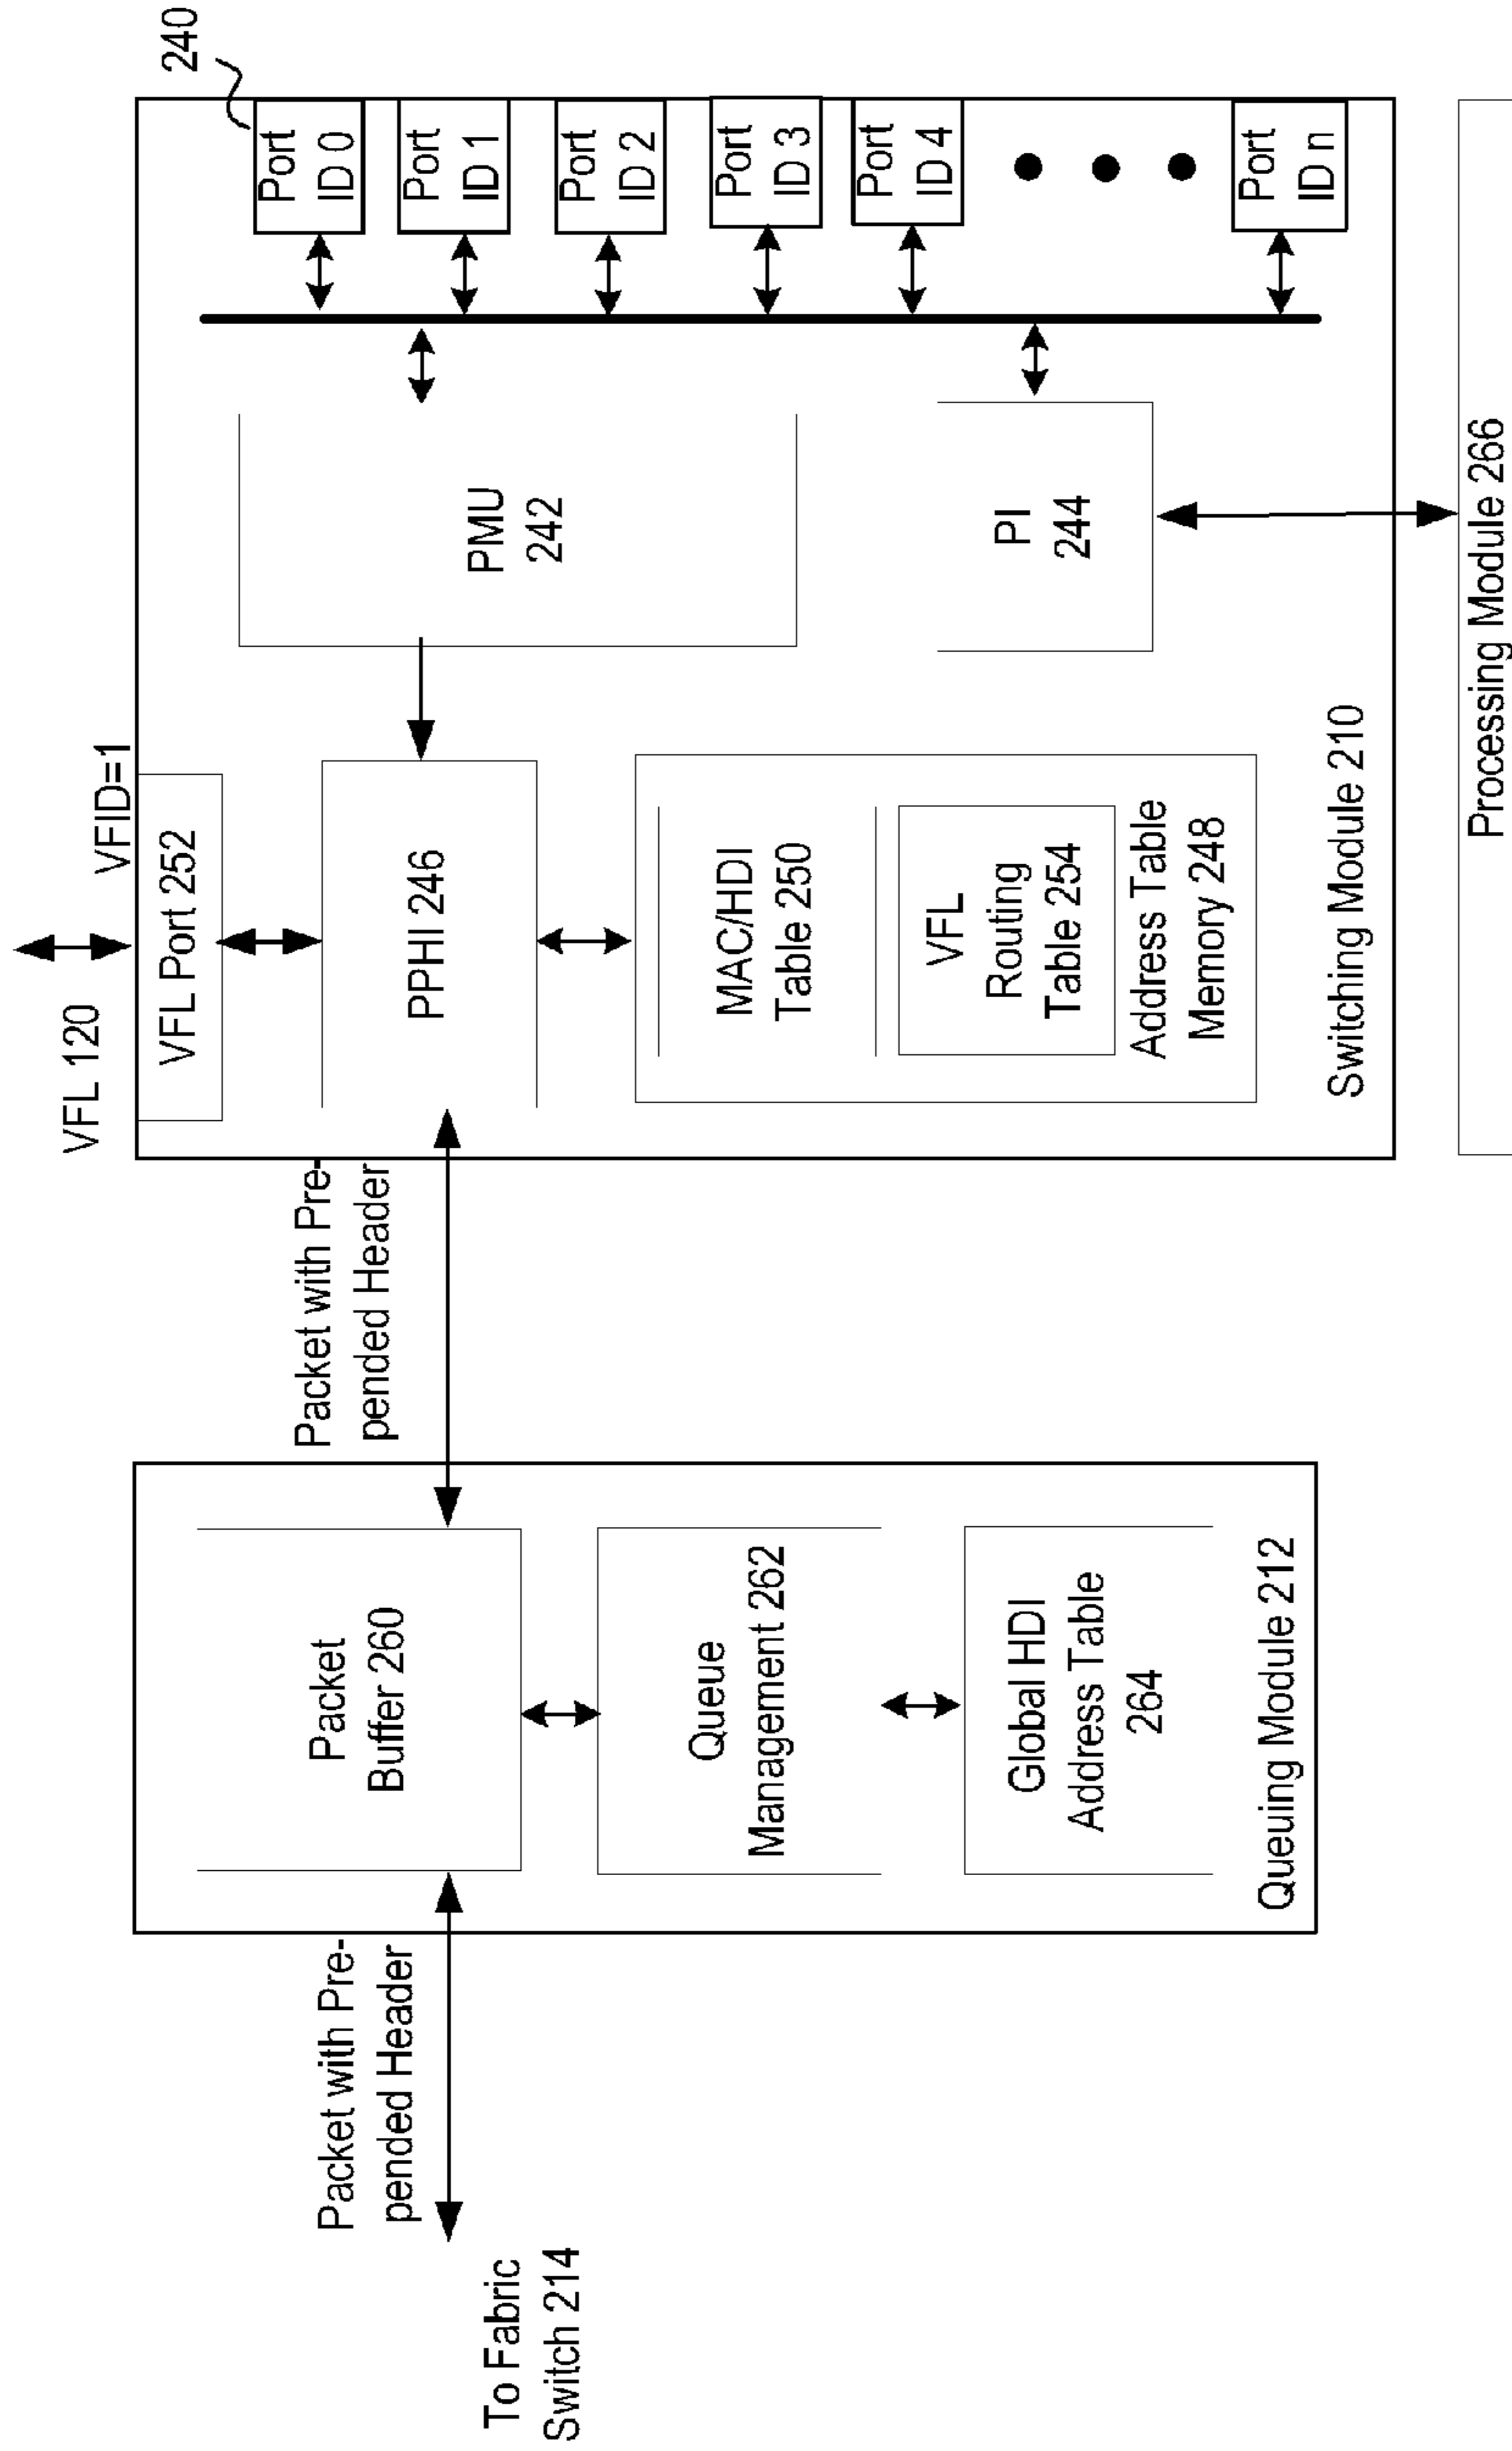 VFL 120
VFID=1
240
VFL Port 252
Port
ID 0
Port
ID 1
Port
ID 2
Port
ID 3
Port
ID 4
Port
ID n
PMU
242
PI
244
PPHI 246
MAC/HDI
Table 250
VFL
Routing
Table 254
Address Table
Memory 248
Switching Module 210
Processing Module 266
Packet with Pre-
pended Header
Packet
Buffer 260
Queue
Management 262
Global HDI
Address Table
264
Queuing Module 212
Packet with Pre-
pended Header
To Fabric
Switch 214